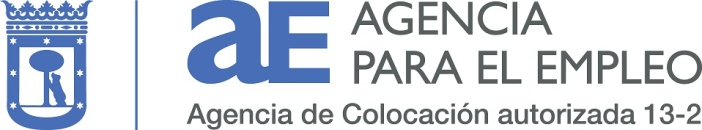 aE AGENCIA
PARA EL EMPLEO
Agencia de Colocación autorizada 13-2